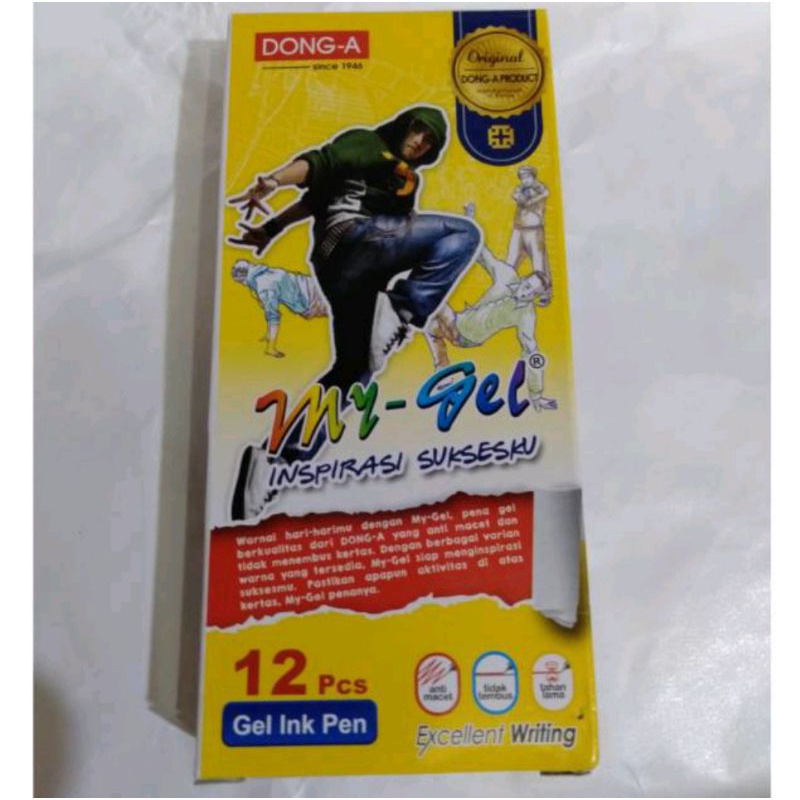 DONG-A
since 1946
Original
DONG-A PRODUCT
My-Gel®
INSPIRASI SUKSESKU
Warnai hari-harimu dengan My-Gel, pena gel
berkualitas dari DONG-A yang anti macet dan
tidak menembus kertas. Dengan berbagai varian
warna yang tersedia, My-Gel siap menginspirasi
suksesmu. Pastikan apapun aktivitas di atas
kertas, My-Gel penanya.
12 Pcs
Gel Ink Pen
anti
macet
tidak
tembus
tahan
lama
Excellent Writing